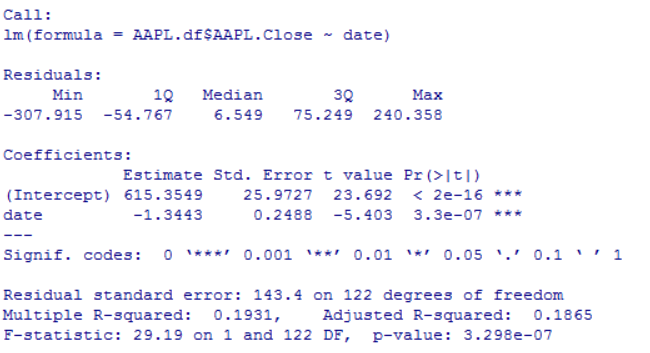 Call:
lm(formula = AAPL.df$AAPL.Close ~ date)
Residuals:
Min 1Q Median 3Q Max
-307.915 -54.767 6.549 75.249 240.358
Coefficients:
Estimate Std. Error t value Pr(>|t|)
(Intercept) 615.3549 25.9727 23.692 < 2e-16 ***
date -1.3443 0.2488 -5.403 3.3e-07 ***
---
Signif. codes: 0 ‘***’ 0.001 ‘**’ 0.01 ‘*’ 0.05 ‘.’ 0.1 ‘ ’ 1
Residual standard error: 143.4 on 122 degrees of freedom
Multiple R-squared: 0.1931, Adjusted R-squared: 0.1865
F-statistic: 29.19 on 1 and 122 DF, p-value: 3.298e-07